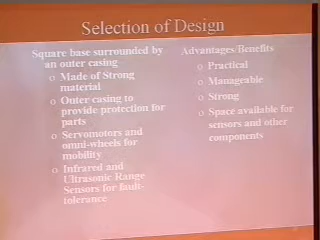 Selection of Design
Square base surrounded by
an outer casing
o Made of Strong
material
o Outer casing to
provide protection for
parts
o Servomotors and
omni-wheels for
mobility
o Infrared and
Ultrasonic Range
Sensors for fault-
tolerance
Advantages/Benefits
o Practical
o Manageable
o Strong
o Space available for
sensors and other
components